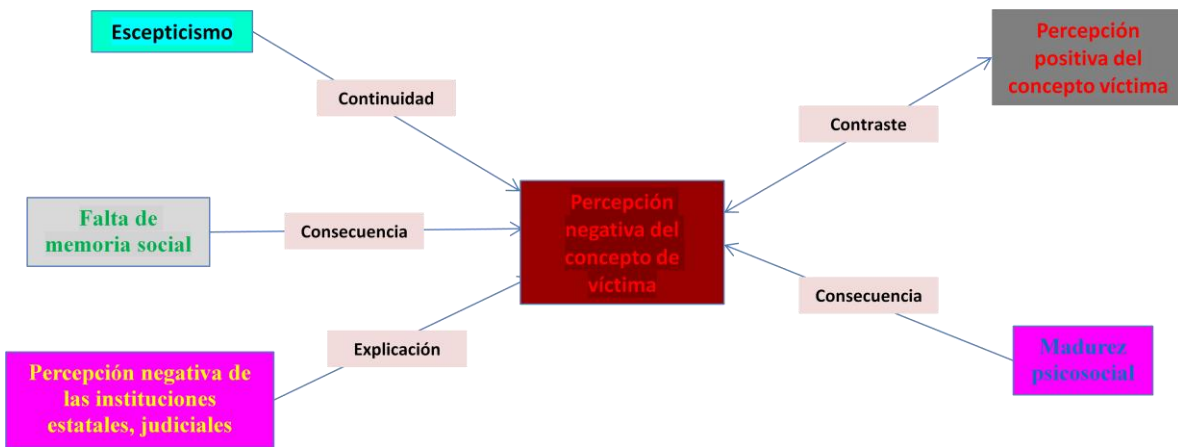 Escepticismo
Percepción
positiva del
concepto víctima
Continuidad
Contraste
Percepción
negativa del
concepto de
víctima
Falta de
memoria social
Consecuencia
Consecuencia
Explicación
Madurez
psicosocial
Percepción negativa de
las instituciones
estatales, judiciales